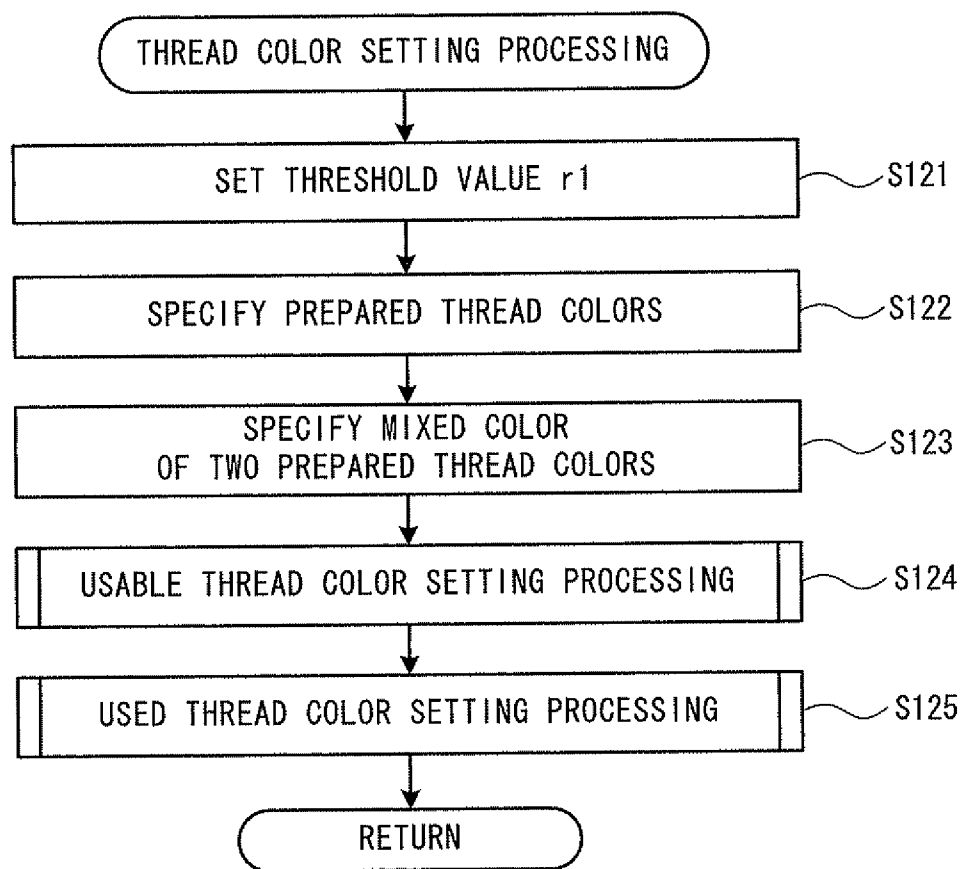 THREAD COLOR SETTING PROCESSING
SET THRESHOLD VALUE r1
S121
SPECIFY PREPARED THREAD COLORS
S122
SPECIFY MIXED COLOR
OF TWO PREPARED THREAD COLORS
S123
USABLE THREAD COLOR SETTING PROCESSING
S124
USED THREAD COLOR SETTING PROCESSING
S125
RETURN